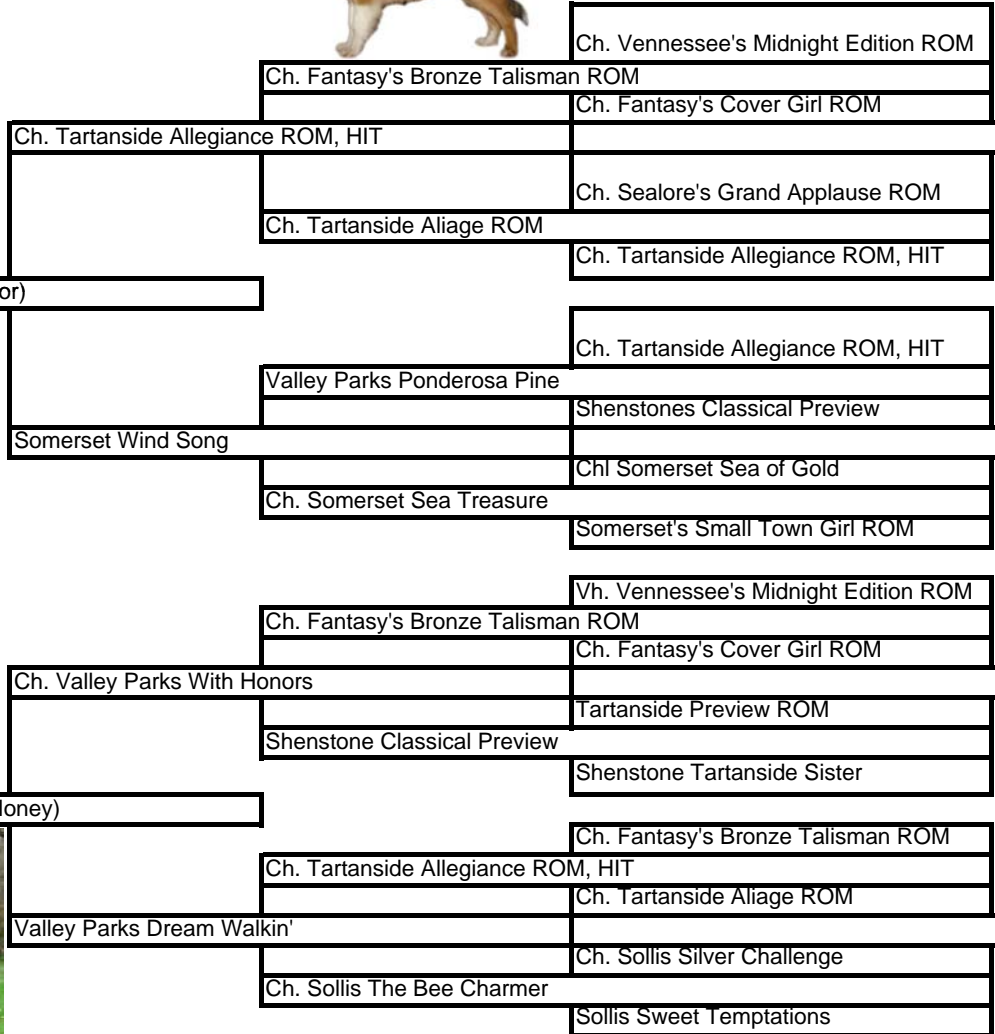 Ch. Vennessee's Midnight Edition ROM
Ch. Fantasy's Bronze Talisman ROM
Ch. Fantasy's Cover Girl ROM
Ch. Tartanside Allegiance ROM, HIT
Ch. Sealore's Grand Applause ROM
Ch. Tartanside Aliage ROM
Ch. Tartanside Allegiance ROM, HIT
or)
Ch. Tartanside Allegiance ROM, HIT
Valley Parks Ponderosa Pine
Shenstones Classical Preview
Somerset Wind Song
Chl Somerset Sea of Gold
Ch. Somerset Sea Treasure
Somerset's Small Town Girl ROM
Vh. Vennessee's Midnight Edition ROM
Ch. Fantasy's Bronze Talisman ROM
Ch. Fantasy's Cover Girl ROM
Ch. Valley Parks With Honors
Tartanside Preview ROM
Shenstone Classical Preview
Shenstone Tartanside Sister
oney)
Ch. Fantasy's Bronze Talisman ROM
Ch. Tartanside Allegiance ROM, HIT
Ch. Tartanside Aliage ROM
Valley Parks Dream Walkin'
Ch. Sollis Silver Challenge
Ch. Sollis The Bee Charmer
Sollis Sweet Temptations